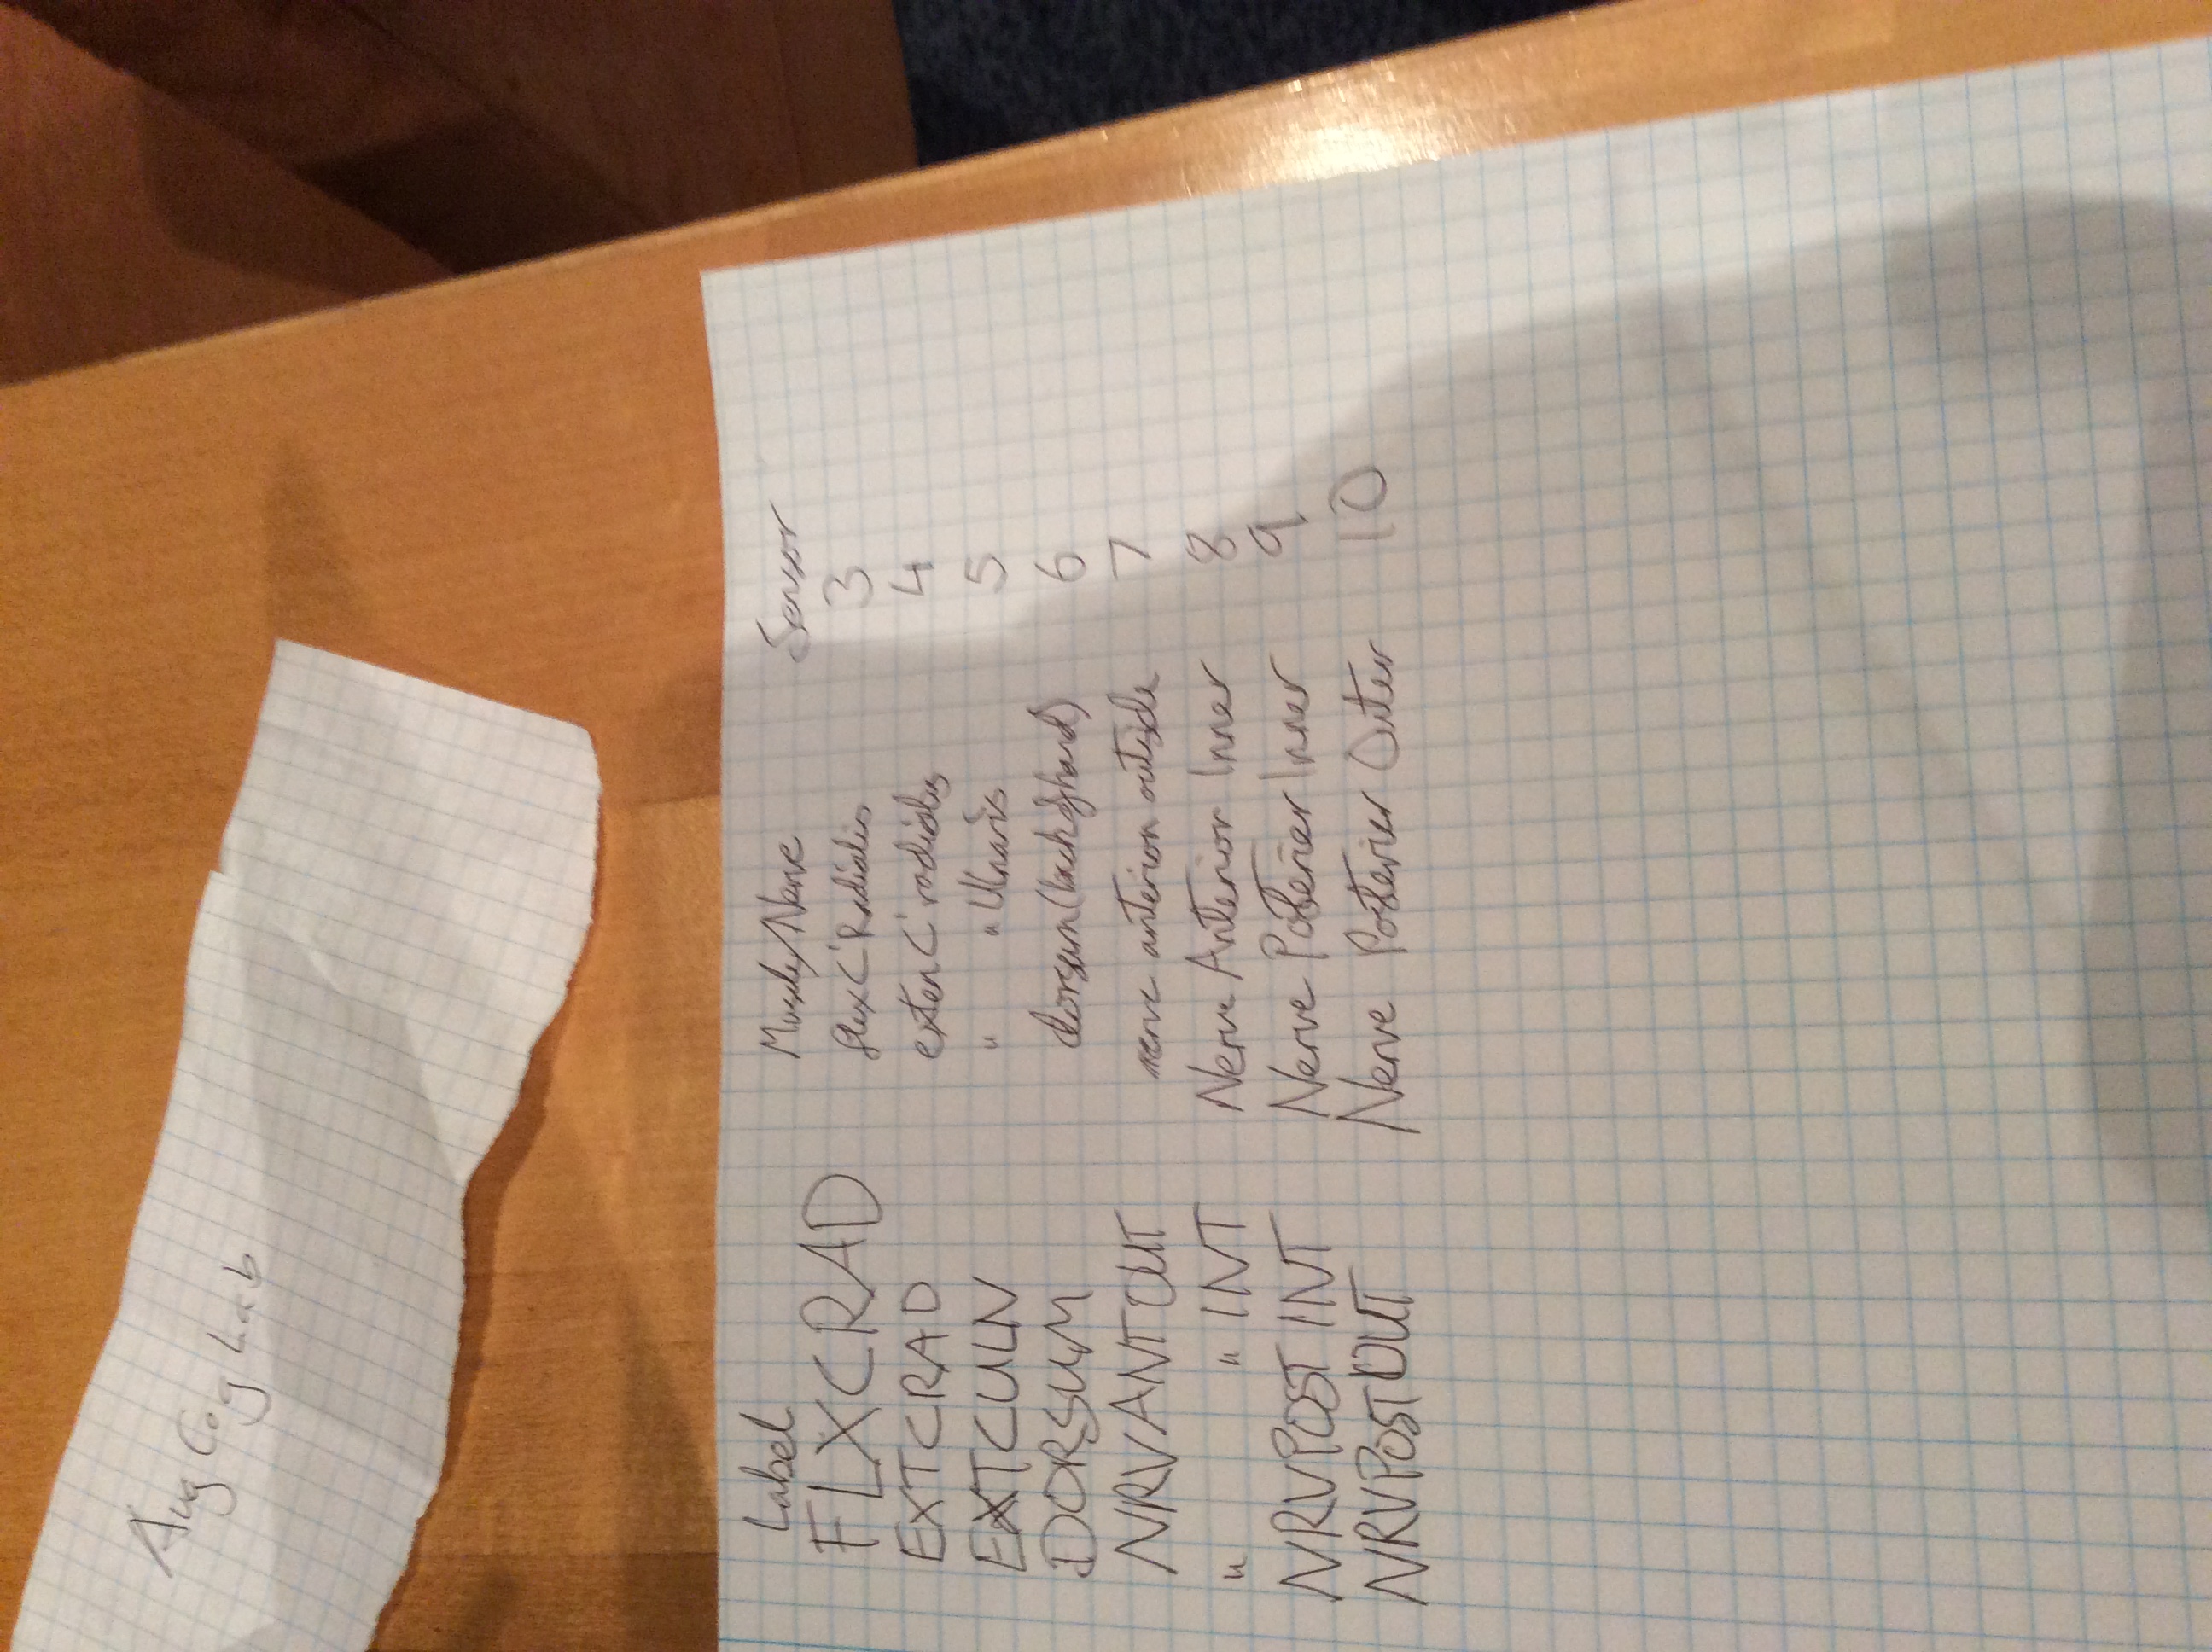 Aug Cog Lab
Label Muscle/Nerve Sensor
FLXCRAD flex C' Radialis 3
EXTCRAD exten C' radialis 4
EXTCULN " " Ulnaris 5
DORSUM dorsum (back of hand) 6
NRVANTOUT nerve anterior outside 7
" " INT Nerve Anterior Inner 8
NRVPOST INT Nerve Posterier Inner 9
NRVPOSTOUT Nerve Posterier Outer 10